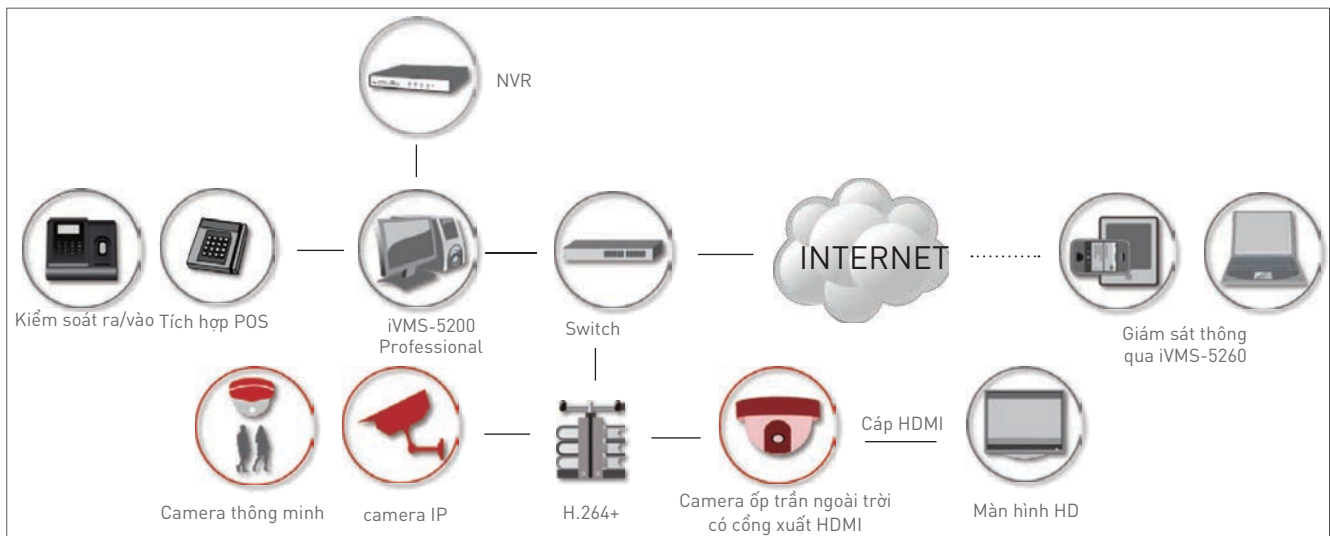 NVR
INTERNET
Kiểm soát ra/vào
Tích hợp POS
iVMS-5200
Professional
Switch
Giám sát thông
qua iVMS-5260
Cáp HDMI
Camera thông minh
camera IP
H.264+
Camera ốp trần ngoài trời
có cổng xuất HDMI
Màn hình HD